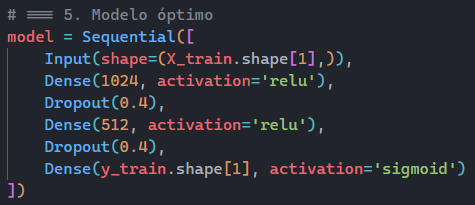 # === 5. Modelo óptimo
model = Sequential([
    Input(shape=(X_train.shape[1],)),
    Dense(1024, activation='relu'),
    Dropout(0.4),
    Dense(512, activation='relu'),
    Dropout(0.4),
    Dense(y_train.shape[1], activation='sigmoid')
])